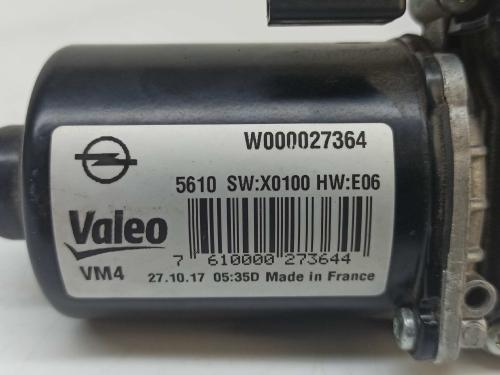 W000027364
5610 SW:X0100 HW:E06
Valeo
7 610000 273644
VM4
27.10.17 05:35D Made in France